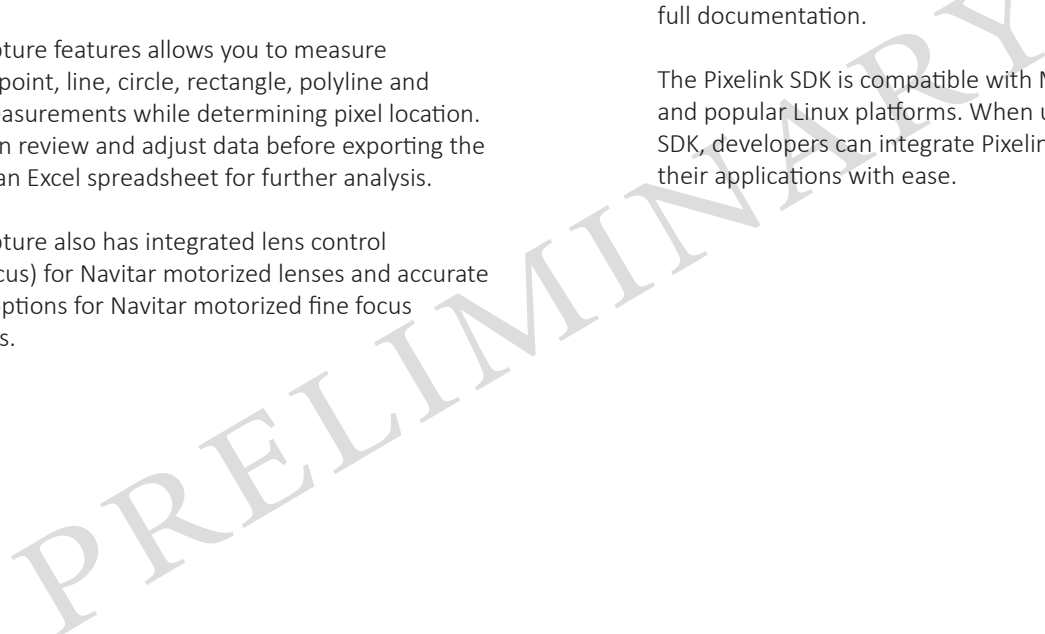 ture features allows you to measure
point, line, circle, rectangle, polyline and
asurements while determining pixel location.
n review and adjust data before exporting the
an Excel spreadsheet for further analysis.
ture also has integrated lens control
cus) for Navitar motorized lenses and accurate
ptions for Navitar motorized fine focus
s.
full documentation.
The Pixelink SDK is compatible with M
and popular Linux platforms. When u
SDK, developers can integrate Pixelin
their applications with ease.
PRELIMINARY